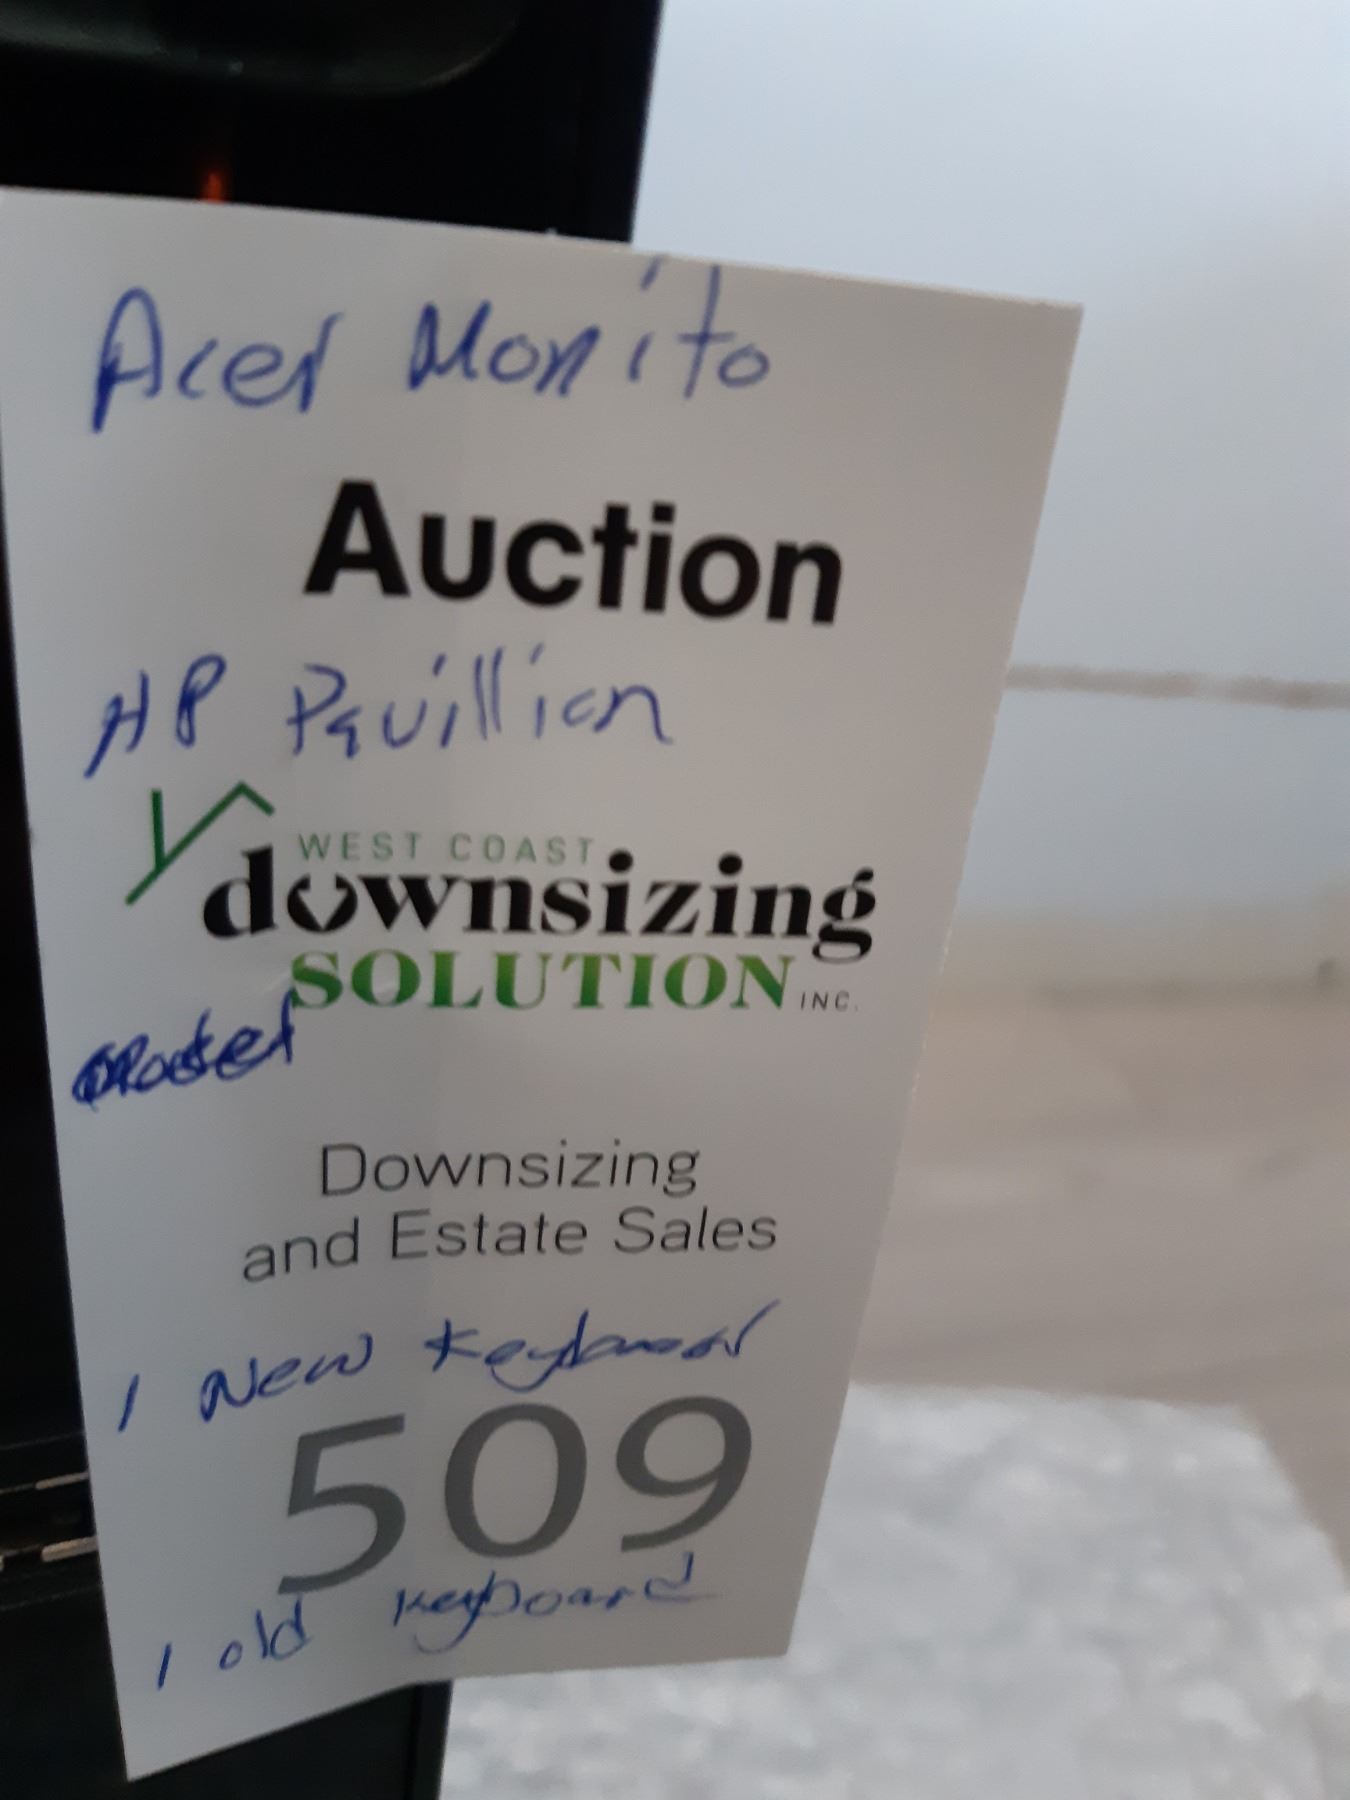 Acer Monito
Auction
HP Pavillion
WEST COAST
downsizing
SOLUTION INC.
Downsizing
and Estate Sales
1 New Keyboard
509
1 old Keyboard